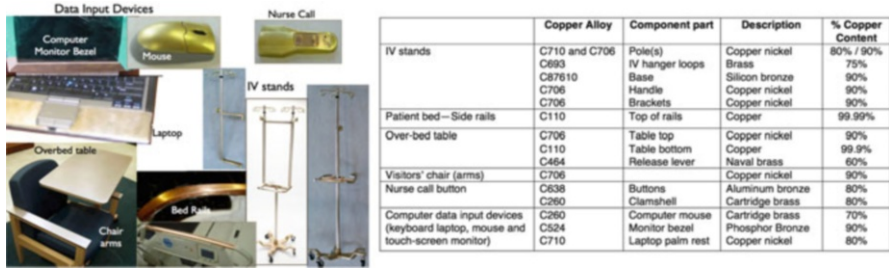 Data Input Devices
Nurse Call
Computer
Monitor Bezel
Mouse
IV stands
Laptop
Overbed table
Bed Rails
Chair
arms
Copper Alloy Component part Description % Copper
Content
IV stands C710 and C706 Pole(s) Copper nickel 80% / 90%
C693 IV hanger loops Brass 75%
C87610 Base Silicon bronze 90%
C706 Handle Copper nickel 90%
C706 Brackets Copper nickel 90%
Patient bed—Side rails C110 Top of rails Copper 99.99%
Over-bed table C706 Table top Copper nickel 90%
C110 Table bottom Copper 99.9%
C464 Release lever Naval brass 60%
Visitors' chair (arms) C706 Copper nickel 90%
Nurse call button C638 Buttons Aluminum bronze 80%
C260 Clamshell Cartridge brass 80%
Computer data input devices C260 Computer mouse Cartridge brass 70%
(keyboard laptop, mouse and C524 Monitor bezel Phosphor Bronze 90%
touch-screen monitor) C710 Laptop palm rest Copper nickel 80%